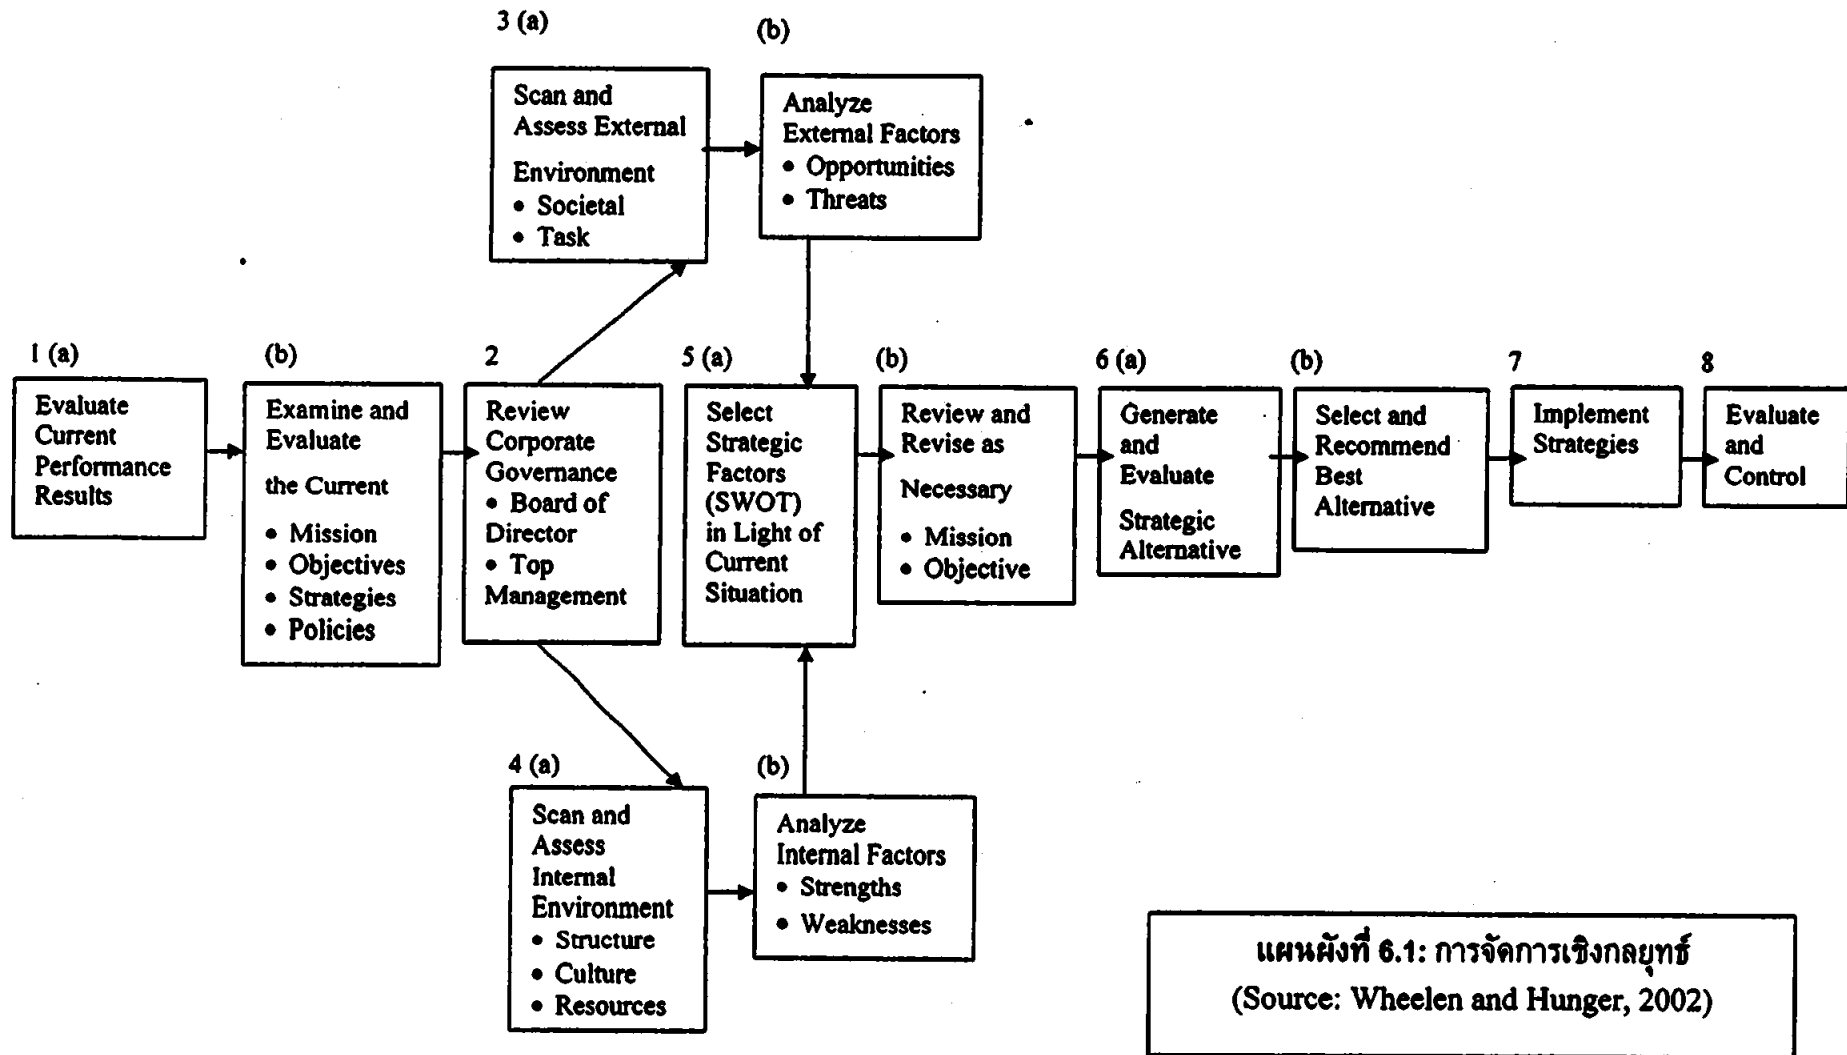 3 (a)
Scan and
Assess External
Environment
• Societal
• Task
(b)
Analyze
External Factors
• Opportunities
• Threats
1 (a)
Evaluate
Current
Performance
Results
(b)
Examine and
Evaluate
the Current
• Mission
• Objectives
• Strategies
• Policies
2
Review
Corporate
Governance
• Board of
Director
• Top
Management
5 (a)
Select
Strategic
Factors
(SWOT)
in Light of
Current
Situation
(b)
Review and
Revise as
Necessary
• Mission
• Objective
6 (a)
Generate
and
Evaluate
Strategic
Alternative
(b)
Select and
Recommend
Best
Alternative
7
Implement
Strategies
8
Evaluate
and
Control
4 (a)
Scan and
Assess
Internal
Environment
• Structure
• Culture
• Resources
(b)
Analyze
Internal Factors
• Strengths
• Weaknesses
แผนผังที่ 6.1: การจัดการเชิงกลยุทธ์
(Source: Wheelen and Hunger, 2002)